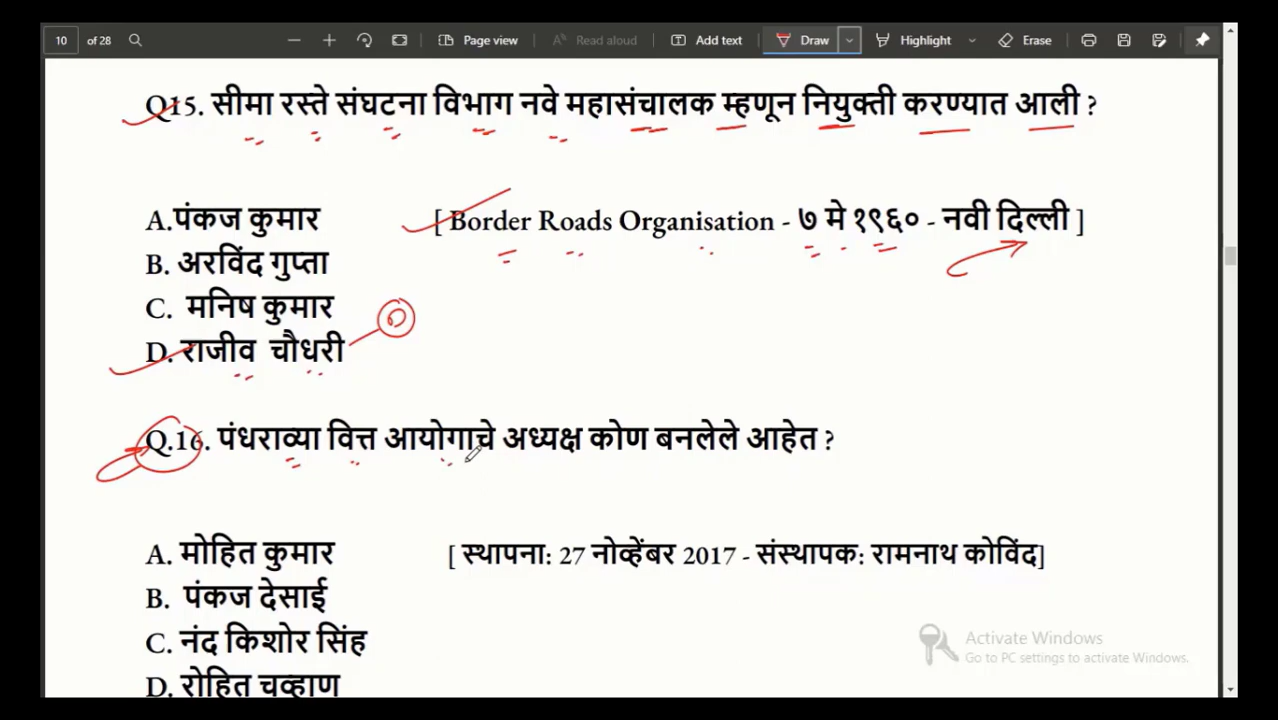 10 of 28 Page view Read aloud Add text Draw Highlight Erase
Q15. सीमा रस्ते संघटना विभाग नवे महासंचालक म्हणून नियुक्ती करण्यात आली ?
A.पंकज कुमार [ Border Roads Organisation - ७ मे १९६० - नवी दिल्ली ]
B. अरविंद गुप्ता
C. मनिष कुमार
D. राजीव चौधरी
Q.16. पंधराव्या वित्त आयोगाचे अध्यक्ष कोण बनलेले आहेत ?
A. मोहित कुमार [ स्थापना: 27 नोव्हेंबर 2017 - संस्थापक: रामनाथ कोविंद]
B. पंकज देसाई
C. नंद किशोर सिंह
D. रोहित चव्हाण
Activate Windows
Go to PC settings to activate Windows.